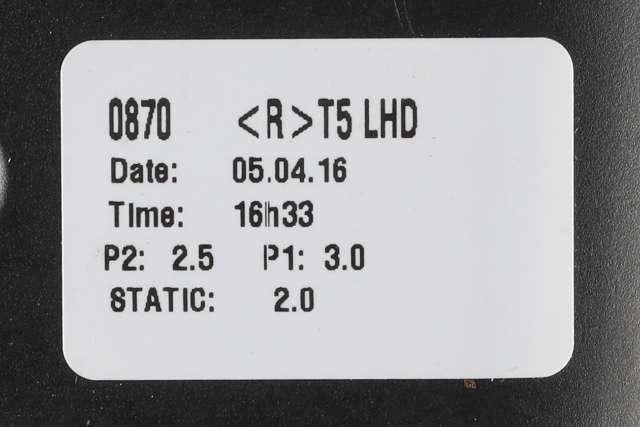 0870 <R>T5 LHD
Date: 05.04.16
TIme: 16h33
P2: 2.5 P1: 3.0
STATIC: 2.0